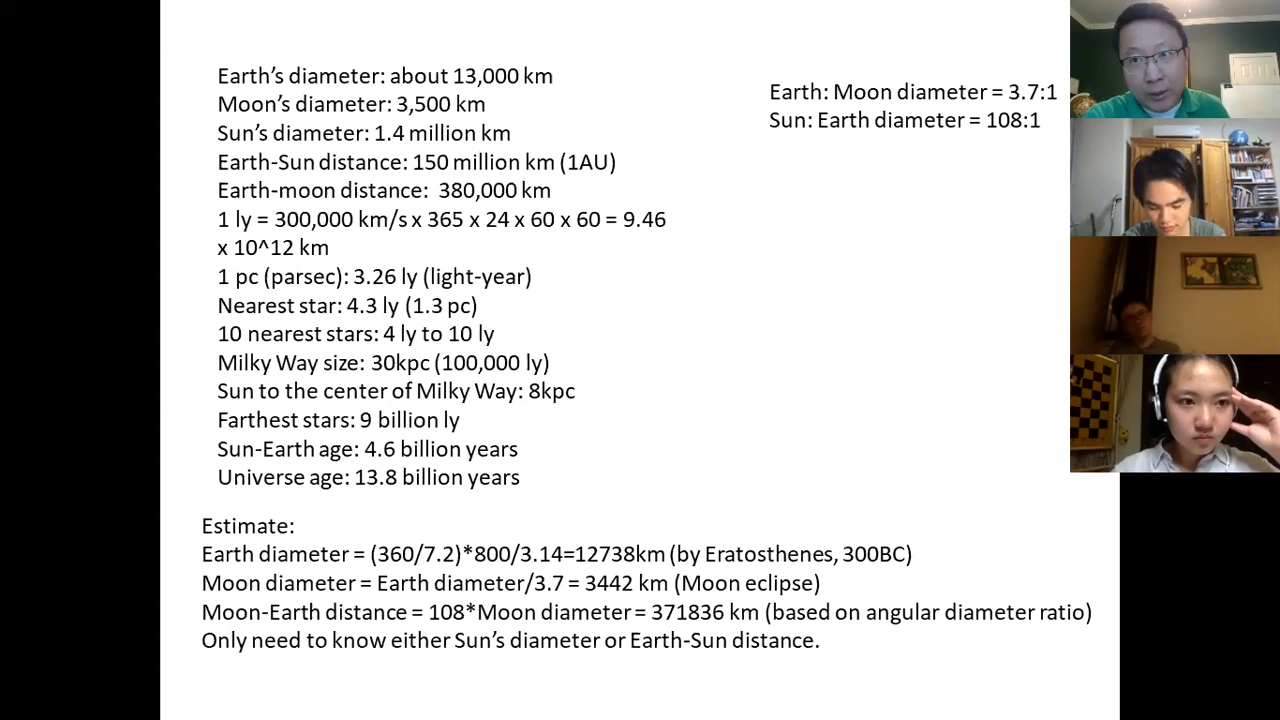 Earth’s diameter: about 13,000 km
Moon’s diameter: 3,500 km
Sun’s diameter: 1.4 million km
Earth-Sun distance: 150 million km (1AU)
Earth-moon distance:  380,000 km
1 ly = 300,000 km/s x 365 x 24 x 60 x 60 = 9.46
x 10^12 km
1 pc (parsec): 3.26 ly (light-year)
Nearest star: 4.3 ly (1.3 pc)
10 nearest stars: 4 ly to 10 ly
Milky Way size: 30kpc (100,000 ly)
Sun to the center of Milky Way: 8kpc
Farthest stars: 9 billion ly
Sun-Earth age: 4.6 billion years
Universe age: 13.8 billion years
Earth: Moon diameter = 3.7:1
Sun: Earth diameter = 108:1
Estimate:
Earth diameter = (360/7.2)*800/3.14=12738km (by Eratosthenes, 300BC)
Moon diameter = Earth diameter/3.7 = 3442 km (Moon eclipse)
Moon-Earth distance = 108*Moon diameter = 371836 km (based on angular diameter ratio)
Only need to know either Sun’s diameter or Earth-Sun distance.